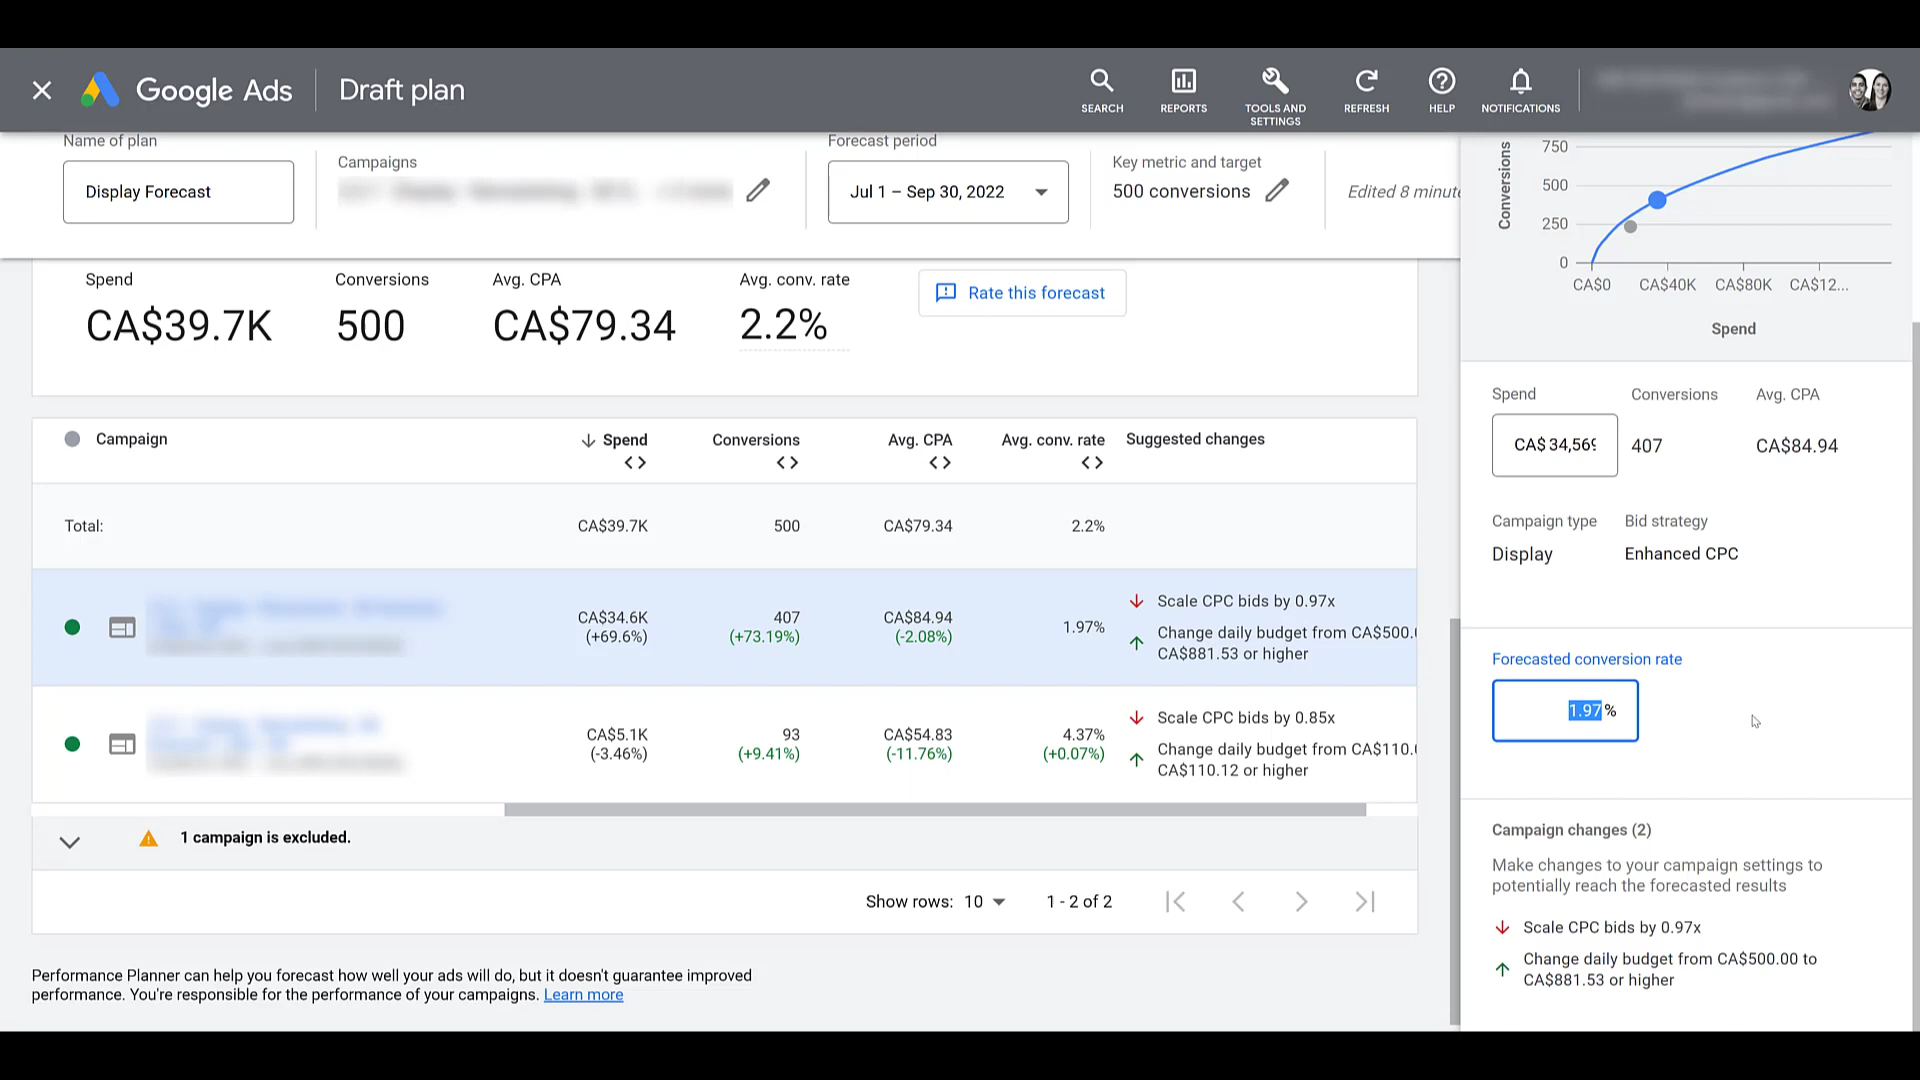 Google Ads
Draft plan
SEARCH
REPORTS
TOOLS AND
SETTINGS
REFRESH
HELP
NOTIFICATIONS
Name of plan
Display Forecast
Campaigns
Forecast period
Jul 1 – Sep 30, 2022
Key metric and target
500 conversions
Edited 8 minute
Spend
CA$39.7K
Conversions
500
Avg. CPA
CA$79.34
Avg. conv. rate
2.2%
Rate this forecast
Campaign
Spend
Conversions
Avg. CPA
Avg. conv. rate
Suggested changes
Total:
CA$39.7K
500
CA$79.34
2.2%
CA$34.6K
(+69.6%)
407
(+73.19%)
CA$84.94
(-2.08%)
1.97%
Scale CPC bids by 0.97x
Change daily budget from CA$500.
CA$881.53 or higher
CA$5.1K
(-3.46%)
93
(+9.41%)
CA$54.83
(-11.76%)
4.37%
(+0.07%)
Scale CPC bids by 0.85x
Change daily budget from CA$110.
CA$110.12 or higher
1 campaign is excluded.
Show rows: 10
1 - 2 of 2
Performance Planner can help you forecast how well your ads will do, but it doesn't guarantee improved
performance. You're responsible for the performance of your campaigns. Learn more
Conversions
750
500
250
0
CA$0
CA$40K
CA$80K
CA$12...
Spend
Spend
CA$ 34,569
Conversions
407
Avg. CPA
CA$84.94
Campaign type
Display
Bid strategy
Enhanced CPC
Forecasted conversion rate
1.97%
Campaign changes (2)
Make changes to your campaign settings to
potentially reach the forecasted results
Scale CPC bids by 0.97x
Change daily budget from CA$500.00 to
CA$881.53 or higher